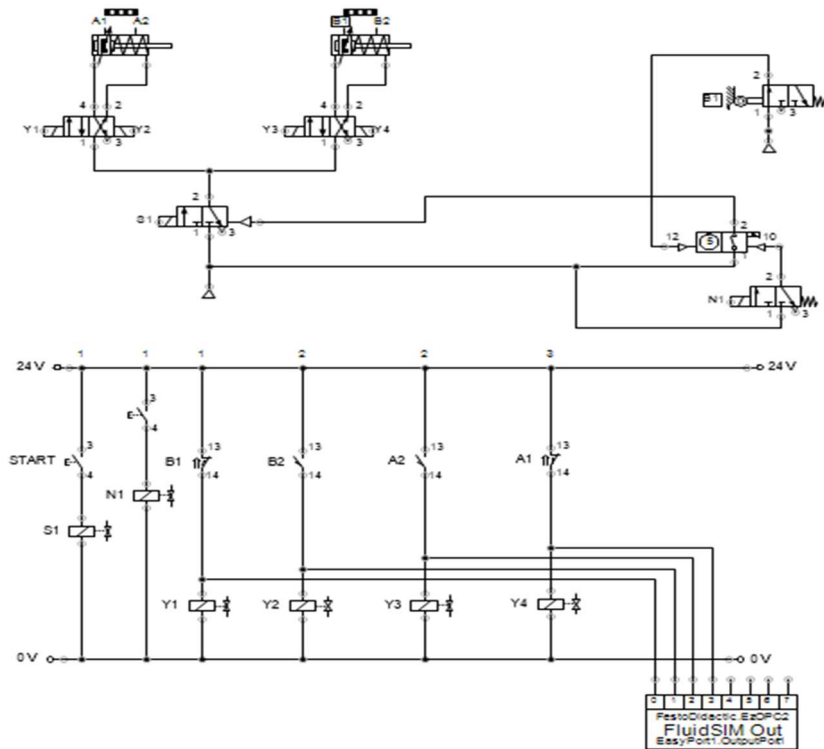 A1 A2
B1 B2
2
4 2
4 2
B1
1 3
Y1 Y2
Y3 Y4
1 3
1 3
2
2
S1
12 10
S
1 3
1
2
N1
1 3
1 1 1 2 2 3
24V 24V
3
4
3 13 13 13 13
START B1 B2 A2 A1
4 14 14 14 14
N1
S1
Y1 Y2 Y3 Y4
0V 0V
0 1 2 3 4 5 6 7
FestoDidactic.EzOPC2
FluidSIM Out
EasyPort1.OutputPort1